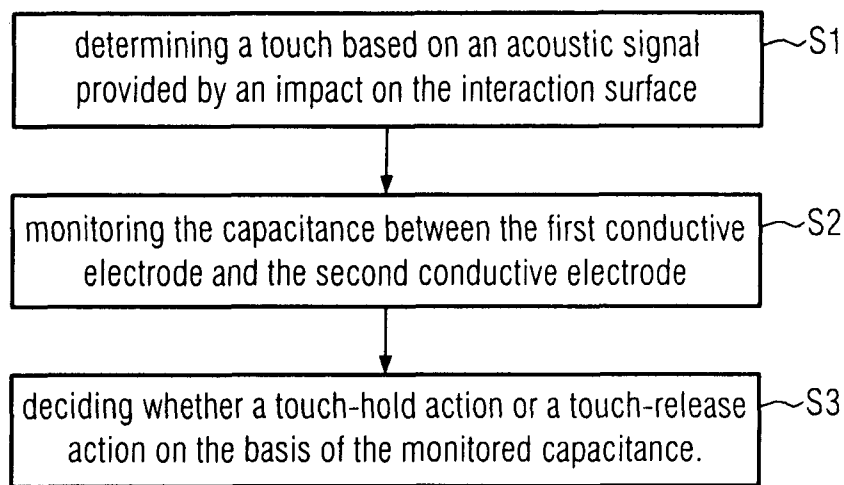 determining a touch based on an acoustic signal
provided by an impact on the interaction surface
S1
monitoring the capacitance between the first conductive
electrode and the second conductive electrode
S2
deciding whether a touch-hold action or a touch-release
action on the basis of the monitored capacitance.
S3